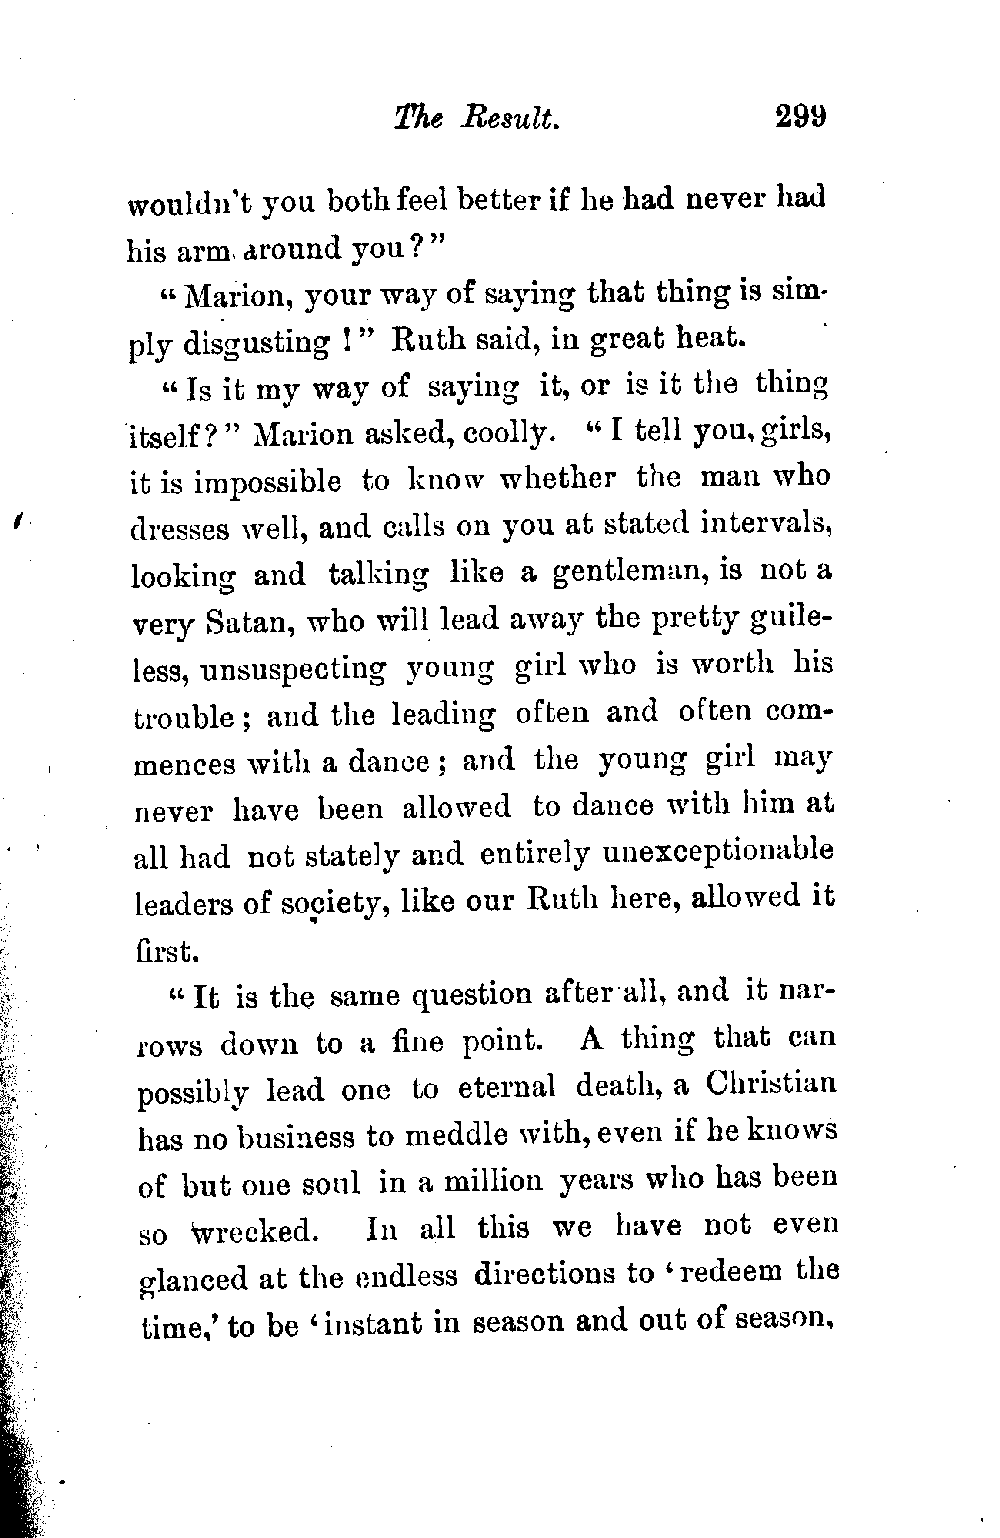 The Result. 299
wouldn't you both feel better if he had never had
his arm around you?"
"Marion, your way of saying that thing is sim-
ply disgusting!" Ruth said, in great heat.
"Is it my way of saying it, or is it the thing
itself?" Marion asked, coolly. "I tell you, girls,
it is impossible to know whether the man who
dresses well, and calls on you at stated intervals,
looking and talking like a gentleman, is not a
very Satan, who will lead away the pretty guile-
less, unsuspecting young girl who is worth his
trouble; and the leading often and often com-
mences with a dance; and the young girl may
never have been allowed to dance with him at
all had not stately and entirely unexceptionable
leaders of society, like our Ruth here, allowed it
first.
"It is the same question after all, and it nar-
rows down to a fine point. A thing that can
possibly lead one to eternal death, a Christian
has no business to meddle with, even if he knows
of but one soul in a million years who has been
so wrecked. In all this we have not even
glanced at the endless directions to 'redeem the
time,' to be 'instant in season and out of season,